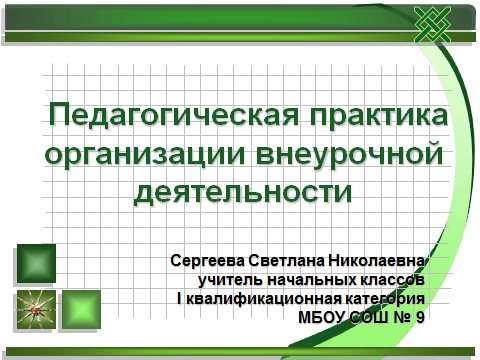 Педагогическая практика
организации внеурочной
деятельности
Сергеева Светлана Николаевна
учитель начальных классов
I квалификационная категория
МБОУ СОШ № 9